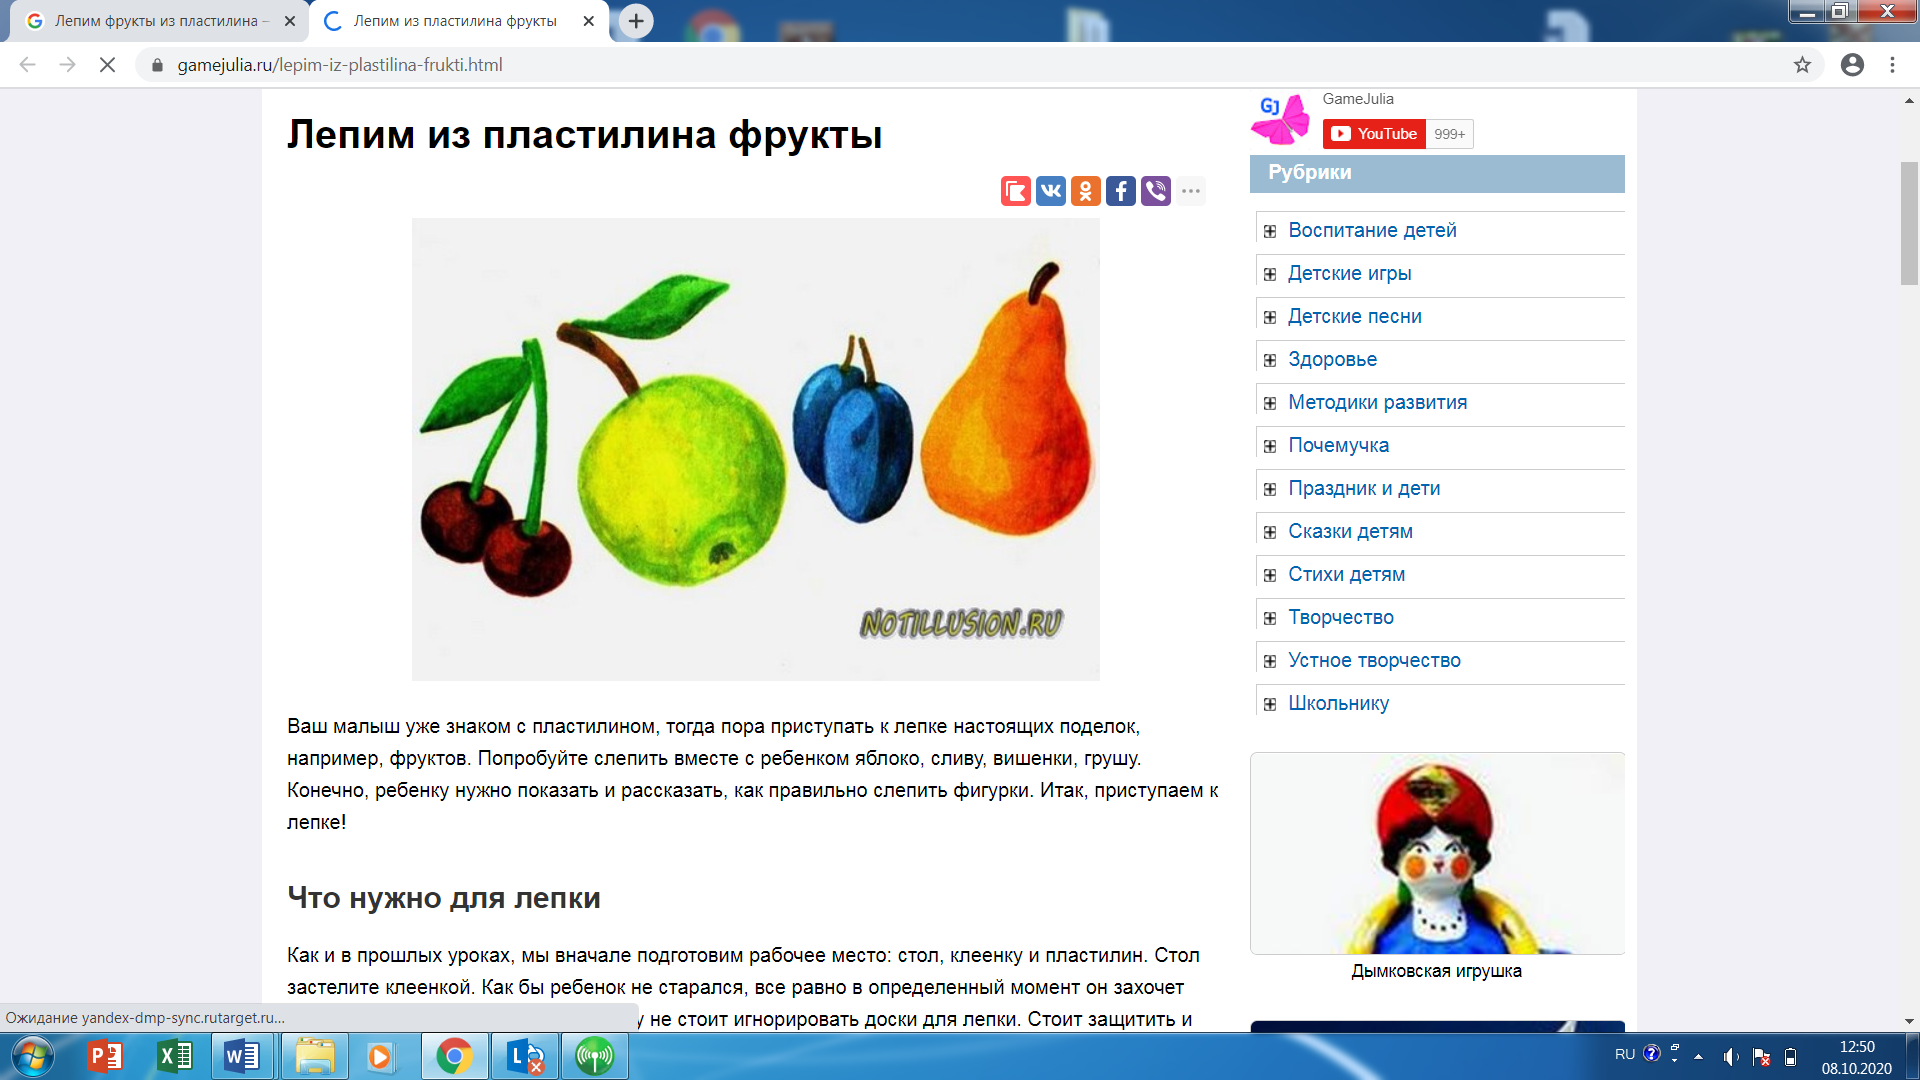 Лепим фрукты из пластилина –
Лепим из пластилина фрукты
gamejulia.ru/lepim-iz-plastilina-frukti.html
Лепим из пластилина фрукты
NOTILLUSION.RU
Ваш малыш уже знаком с пластилином, тогда пора приступать к лепке настоящих поделок,
например, фруктов. Попробуйте слепить вместе с ребенком яблоко, сливу, вишенки, грушу.
Конечно, ребенку нужно показать и рассказать, как правильно слепить фигурки. Итак, приступаем к
лепке!
Что нужно для лепки
Как и в прошлых уроках, мы вначале подготовим рабочее место: стол, клеенку и пластилин. Стол
застелите клеенкой. Как бы ребенок не старался, все равно в определенный момент он захочет
у не стоит игнорировать доски для лепки. Стоит защитить и
GJ
GameJulia
YouTube 999+
Рубрики
Воспитание детей
Детские игры
Детские песни
Здоровье
Методики развития
Почемучка
Праздник и дети
Сказки детям
Стихи детям
Творчество
Устное творчество
Школьнику
Дымковская игрушка
Ожидание yandex-dmp-sync.rutarget.ru...
RU
12:50
08.10.2020